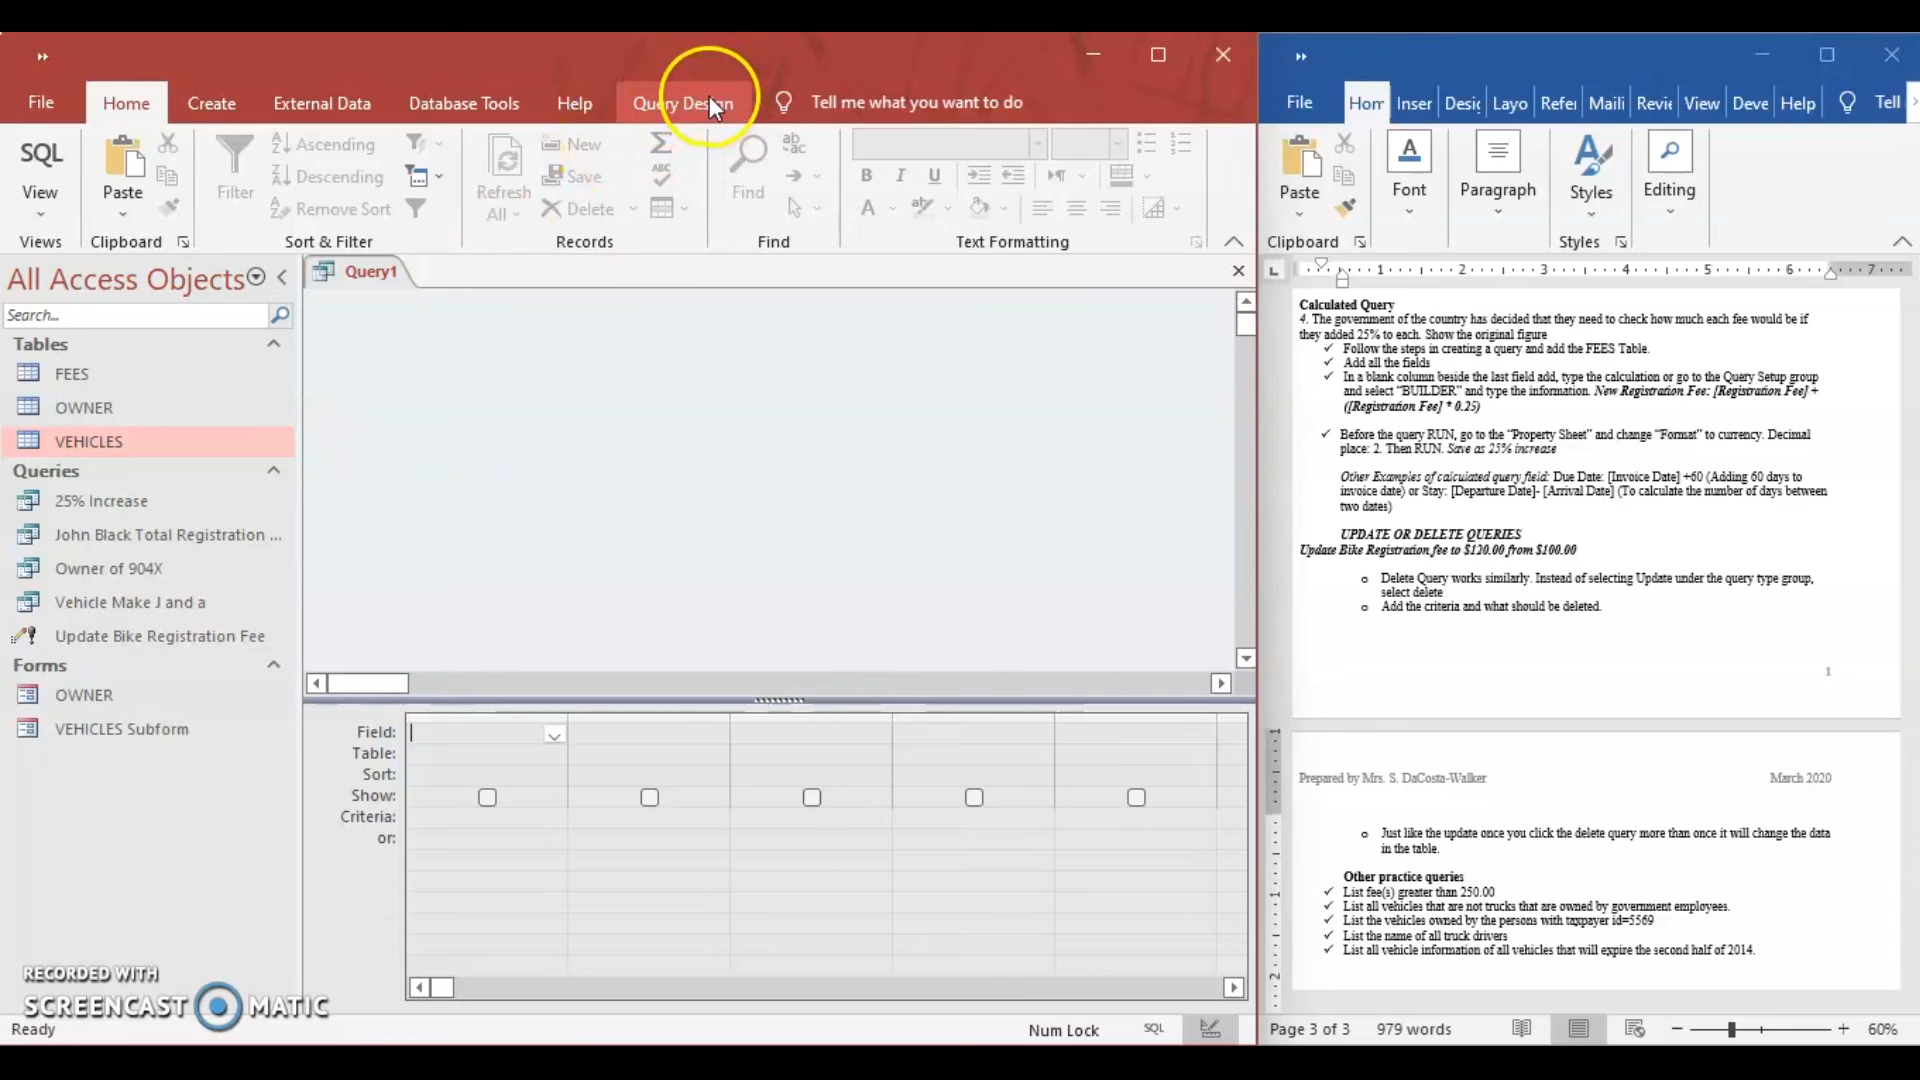 File
Home
Create
External Data
Database Tools
Help
Query Design
Tell me what you want to do
SQL
View
Views
Paste
Clipboard
Filter
Ascending
Descending
Remove Sort
Sort & Filter
Refresh
All
New
Save
Delete
Records
ABC
Find
ab
ac
Find
B I U
A
Text Formatting
All Access Objects
Search...
Tables
FEES
OWNER
VEHICLES
Queries
25% Increase
John Black Total Registration ...
Owner of 904X
Vehicle Make J and a
Update Bike Registration Fee
Forms
OWNER
VEHICLES Subform
Query1
Field:
Table:
Sort:
Show:
Criteria:
or:
RECORDED WITH
SCREENCAST MATIC
Ready
Num Lock
SQL
File
Hom
Inser
Desig
Layo
Refe
Maili
Revie
View
Deve
Help
Tell
Paste
Clipboard
A
Font
Paragraph
Styles
Styles
Editing
1 2 3 4 5 6 7
Calculated Query
4. The government of the country has decided that they need to check how much each fee would be if
they added 25% to each. Show the original figure
✓ Follow the steps in creating a query and add the FEES Table.
✓ Add all the fields
✓ In a blank column beside the last field add, type the calculation or go to the Query Setup group
and select “BUILDER” and type the information. New Registration Fee: [Registration Fee] +
([Registration Fee] * 0.25)
✓ Before the query RUN, go to the “Property Sheet” and change “Format” to currency. Decimal
place: 2. Then RUN. Save as 25% increase
Other Examples of calculated query field: Due Date: [Invoice Date] +60 (Adding 60 days to
invoice date) or Stay: [Departure Date]- [Arrival Date] (To calculate the number of days between
two dates)
UPDATE OR DELETE QUERIES
Update Bike Registration fee to $120.00 from $100.00
o Delete Query works similarly. Instead of selecting Update under the query type group,
select delete
o Add the criteria and what should be deleted.
1
Prepared by Mrs. S. DaCosta-Walker March 2020
o Just like the update once you click the delete query more than once it will change the data
in the table.
Other practice queries
✓ List fee(s) greater than 250.00
✓ List all vehicles that are not trucks that are owned by government employees.
✓ List the vehicles owned by the persons with taxpayer id=5569
✓ List the name of all truck drivers
✓ List all vehicle information of all vehicles that will expire the second half of 2014.
Page 3 of 3
979 words
60%